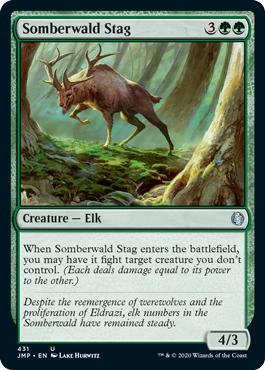 Somberwald Stag 3
Creature — Elk
When Somberwald Stag enters the battlefield,
you may have it fight target creature you don't
control. (Each deals damage equal to its power
to the other.)
Despite the reemergence of werewolves and the
proliferation of Eldrazi, elk numbers in the
Somberwald have remained steady.
4/3
431 U
JMP • EN Lake Hurwitz ™ & © 2020 Wizards of the Coast